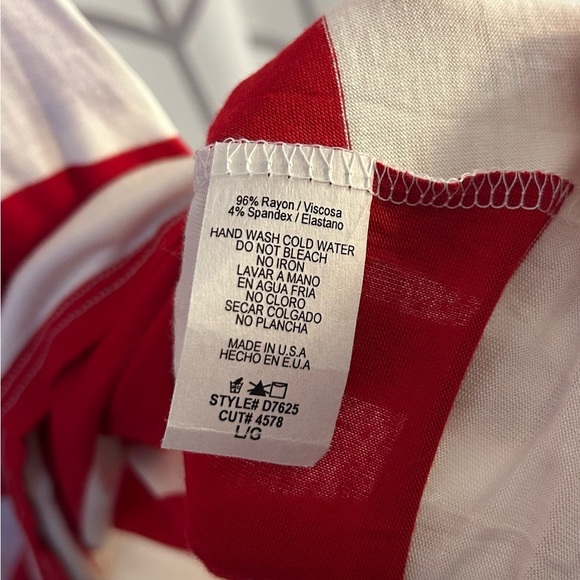 96% Rayon / Viscosa
4% Spandex / Elastano
HAND WASH COLD WATER
DO NOT BLEACH
NO IRON
LAVAR A MANO
EN AGUA FRIA
NO CLORO
SECAR COLGADO
NO PLANCHA
MADE IN U.S.A
HECHO EN E.U.A
STYLE# D7625
CUT# 4578
L/G